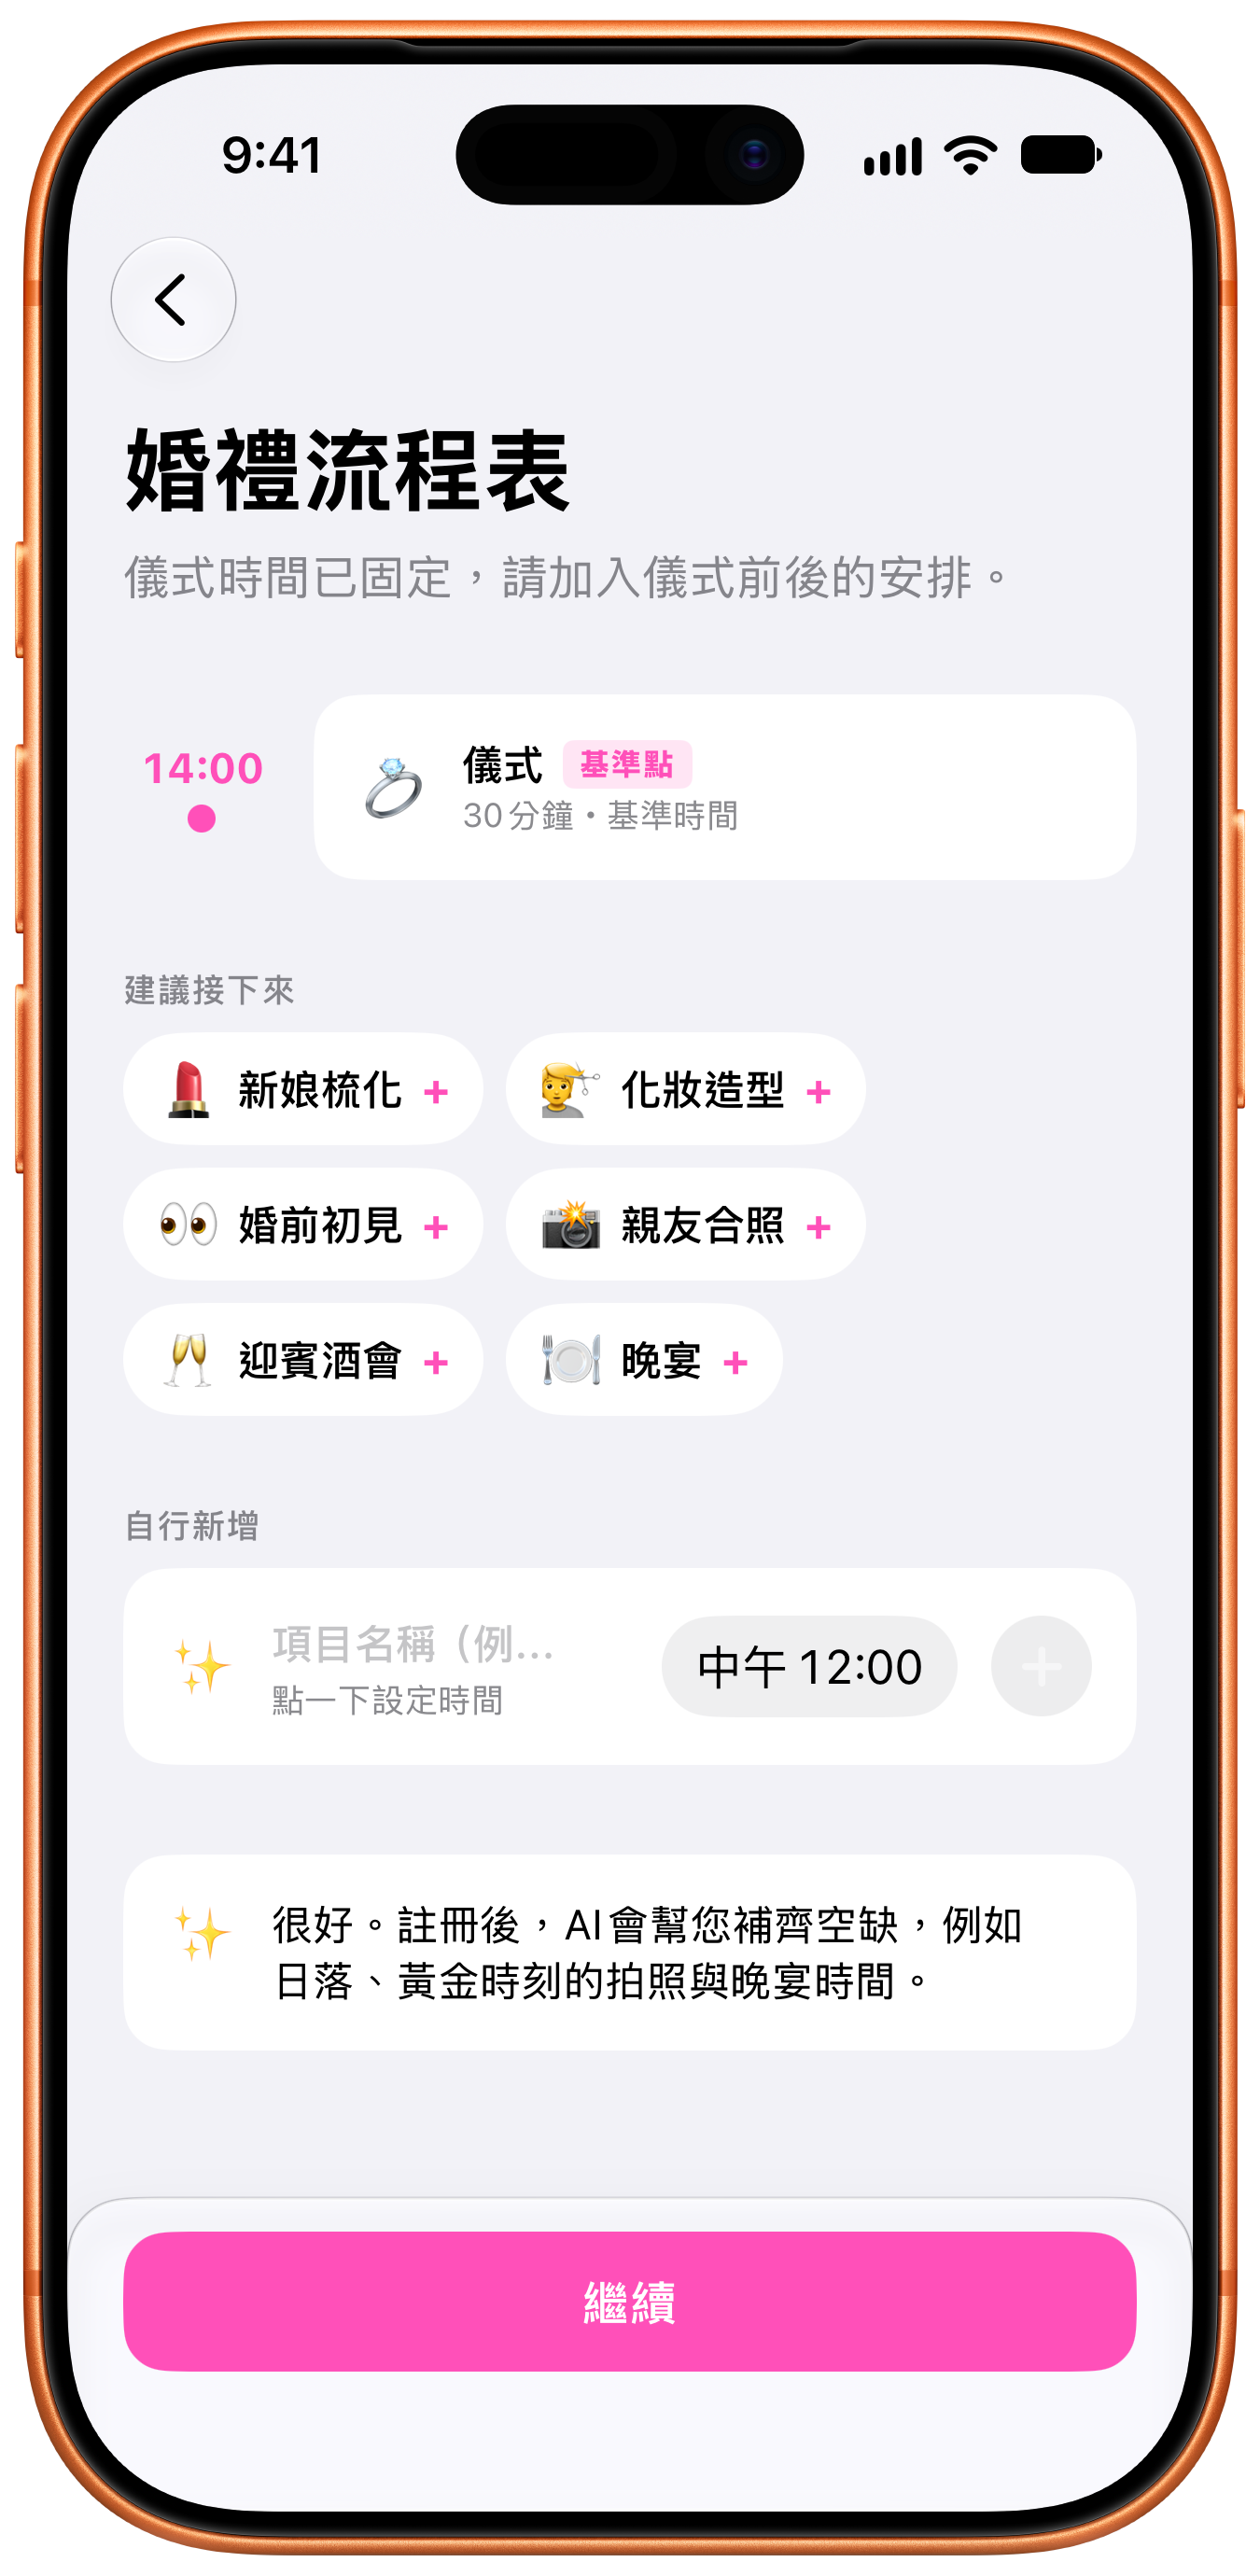 9:41
婚禮流程表
儀式時間已固定，請加入儀式前後的安排。
14:00
儀式 基準點
30 分鐘・基準時間
建議接下來
新娘梳化 +
化妝造型 +
婚前初見 +
親友合照 +
迎賓酒會 +
晚宴 +
自行新增
項目名稱（例...
點一下設定時間
中午 12:00
很好。註冊後，AI 會幫您補齊空缺，例如
日落、黃金時刻的拍照與晚宴時間。
繼續